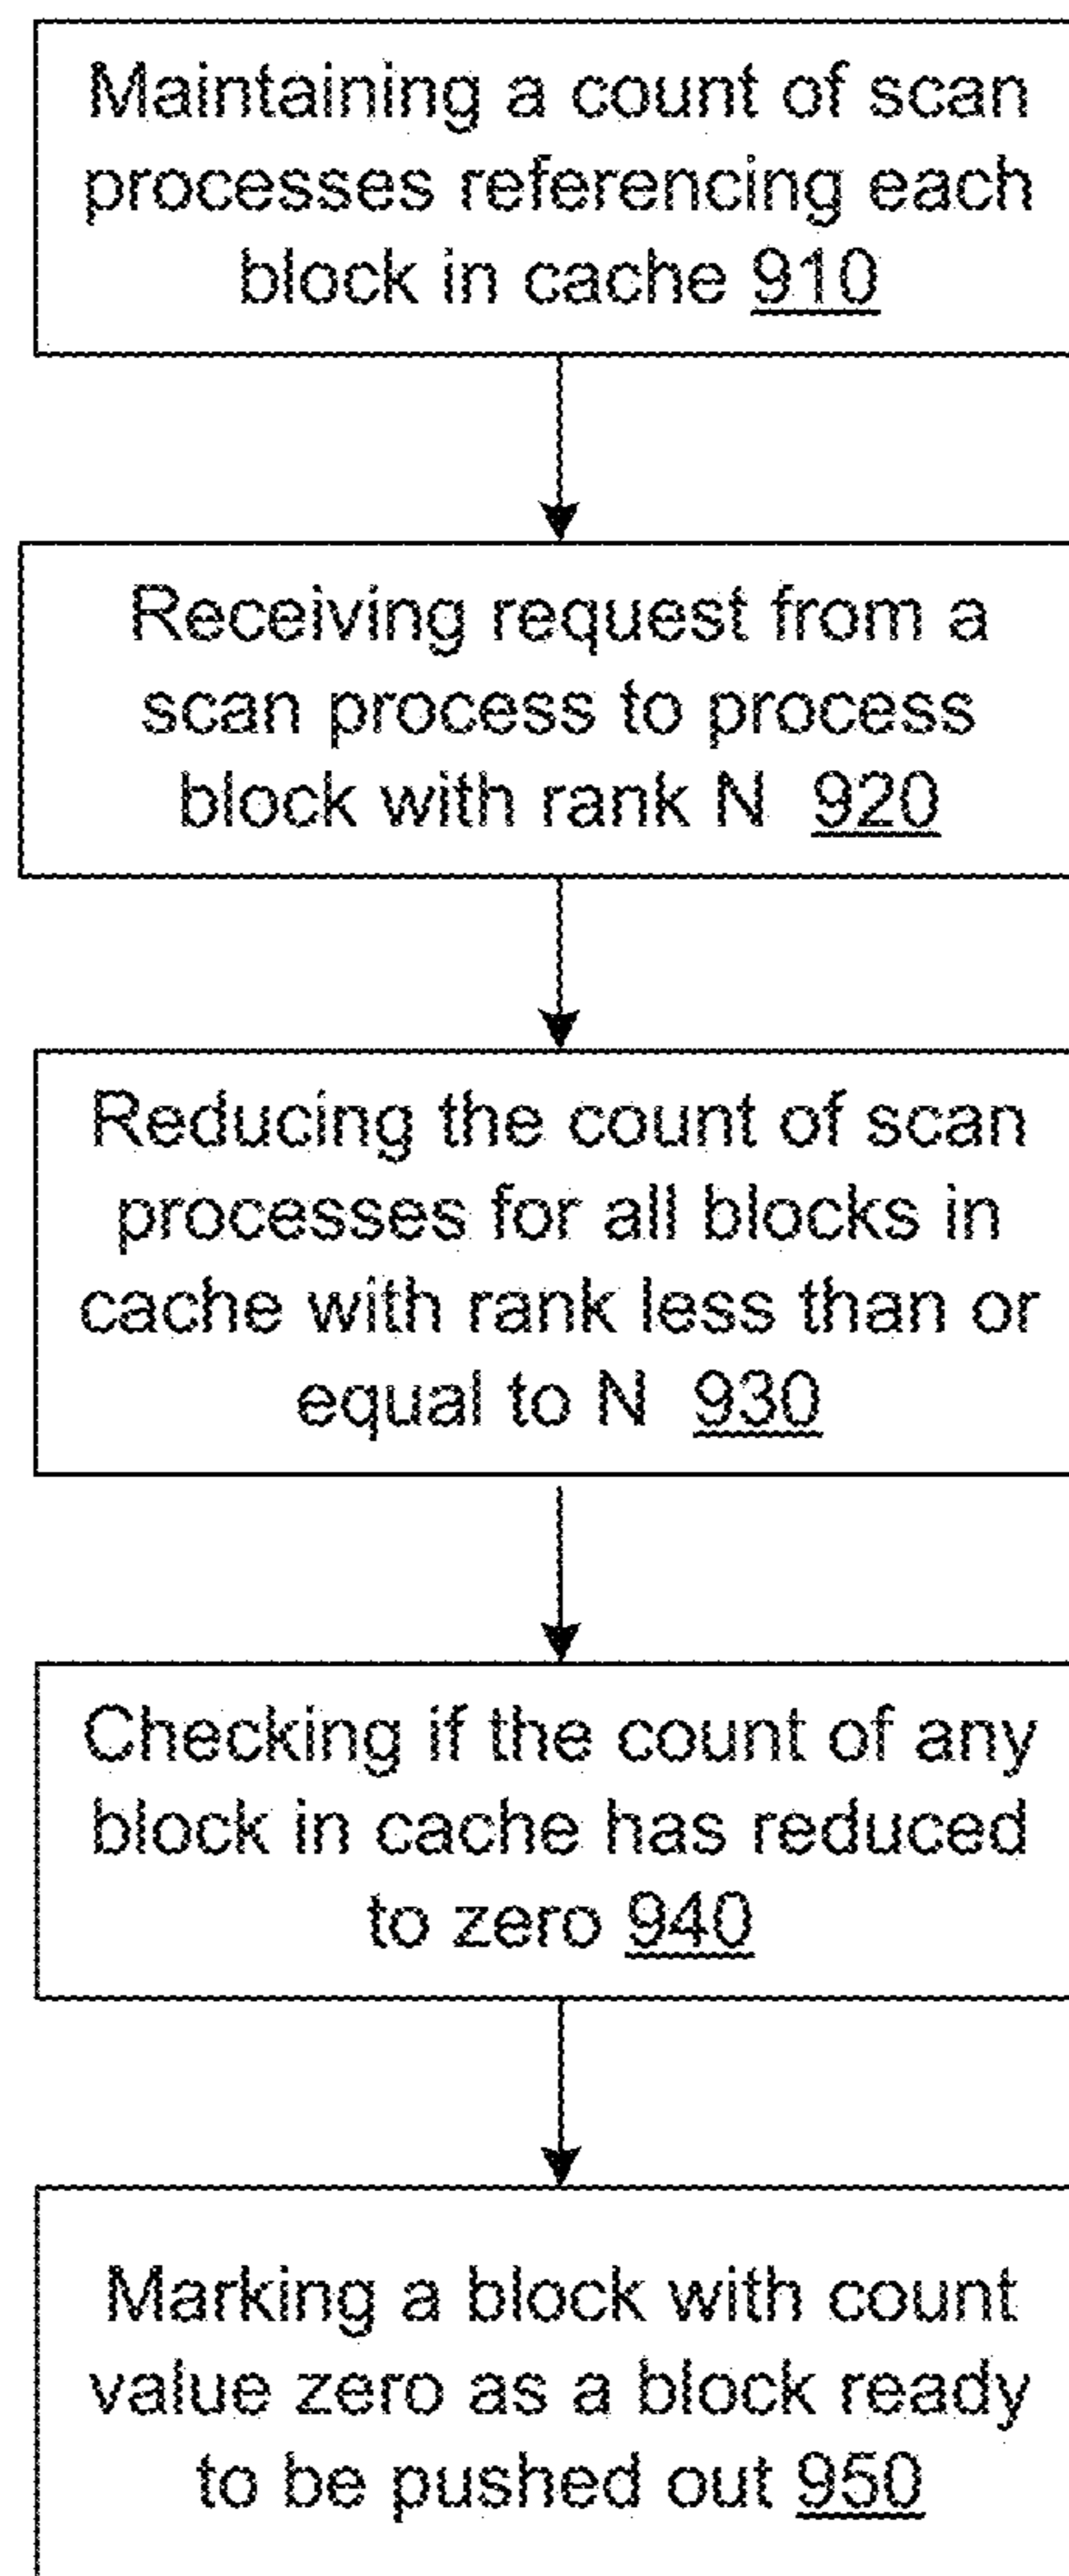 Maintaining a count of scan
processes referencing each
block in cache 910
Receiving request from a
scan process to process
block with rank N 920
Reducing the count of scan
processes for all blocks in
cache with rank less than or
equal to N 930
Checking if the count of any
block in cache has reduced
to zero 940
Marking a block with count
value zero as a block ready
to be pushed out 950